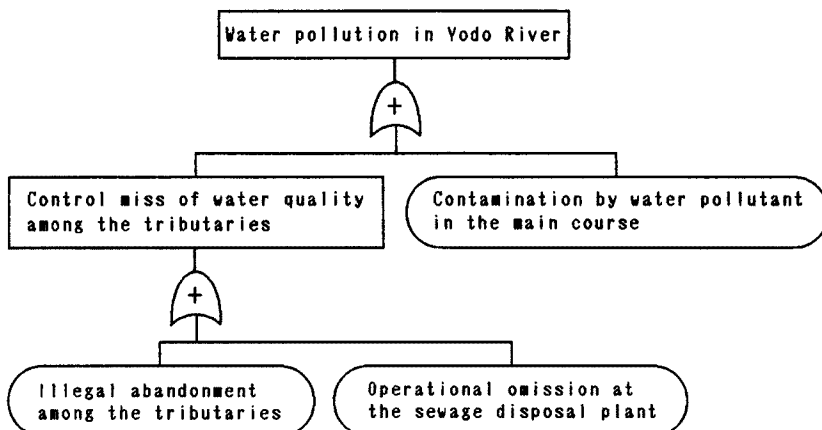 Water pollution in Yodo River
+
Control miss of water quality
among the tributaries
Contamination by water pollutant
in the main course
+
Illegal abandonment
among the tributaries
Operational omission at
the sewage disposal plant